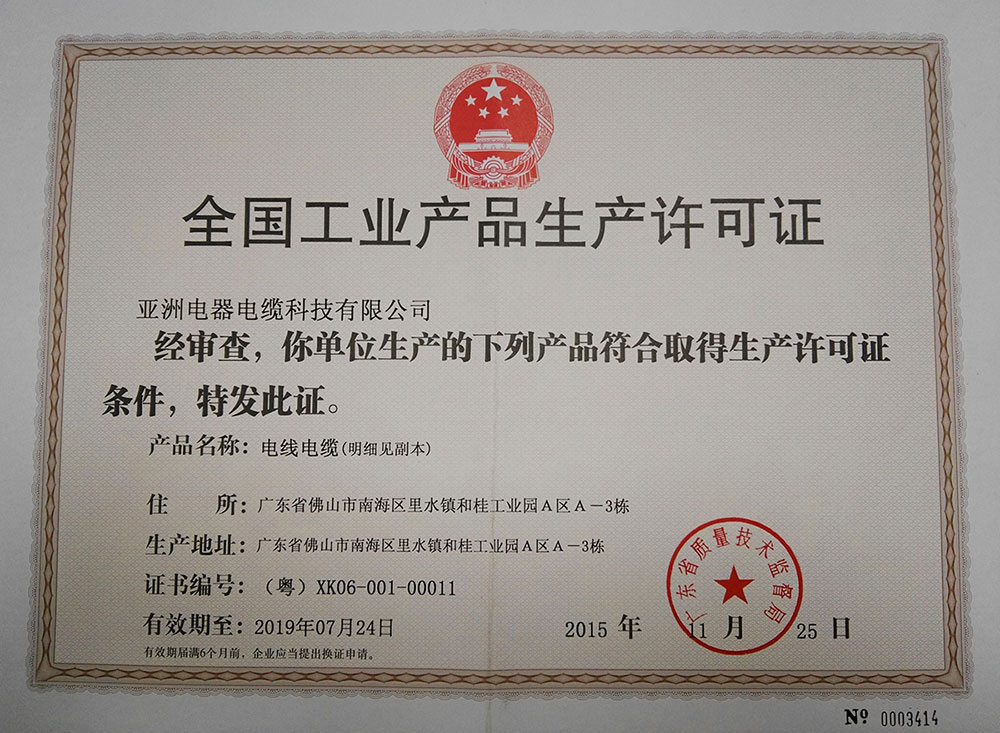 全国工业产品生产许可证
亚洲电器电缆科技有限公司
经审查，你单位生产的下列产品符合取得生产许可证
条件，特发此证。
产品名称：电线电缆(明细见副本)
住　　所：广东省佛山市南海区里水镇和桂工业园A区A－3栋
生产地址：广东省佛山市南海区里水镇和桂工业园A区A－3栋
证书编号：（粤）XK06-001-00011
有效期至：2019年07月24日
2015 年 11 月 25 日
广东省质量技术监督局
有效期届满6个月前，企业应当提出换证申请。
Nº 0003414